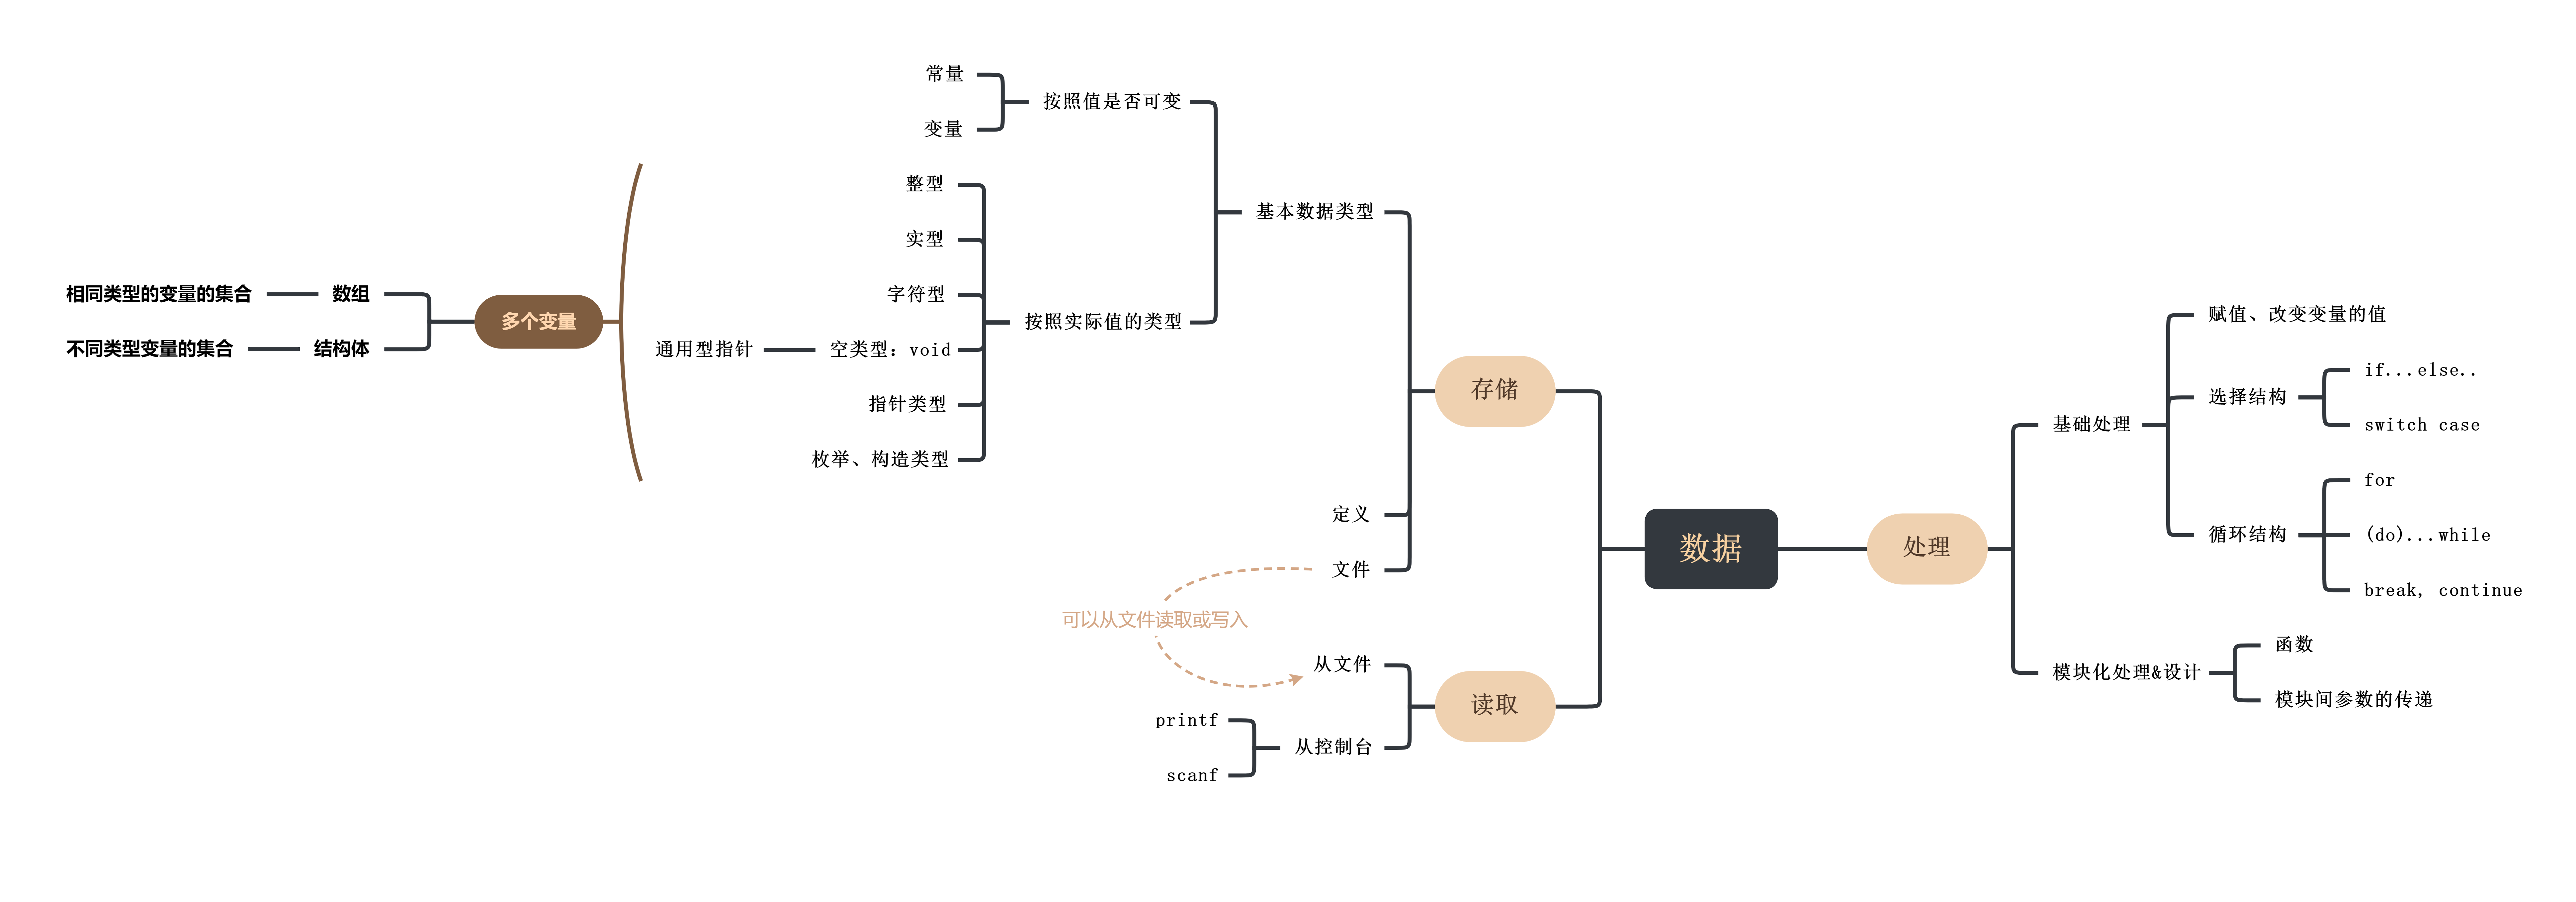 数据
存储
基本数据类型
按照值是否可变
常量
变量
按照实际值的类型
整型
实型
字符型
空类型：void
通用型指针
指针类型
枚举、构造类型
多个变量
数组
相同类型的变量的集合
结构体
不同类型变量的集合
定义
文件
可以从文件读取或写入
读取
从文件
从控制台
printf
scanf
处理
基础处理
赋值、改变变量的值
选择结构
if...else..
switch case
循环结构
for
(do)...while
break, continue
模块化处理&设计
函数
模块间参数的传递